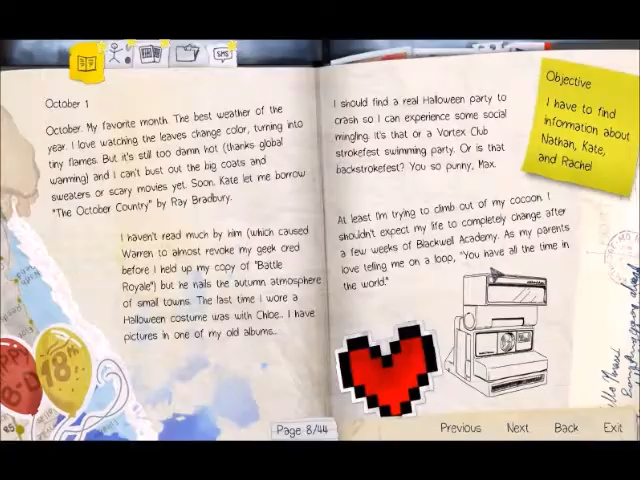 SMS
October 1
October. My favorite month. The best weather of the
year. I love watching the leaves change color, turning into
tiny flames. But it's still too damn hot (thanks global
warming) and I can't bust out the big coats and
sweaters or scary movies yet. Soon. Kate let me borrow
"The October Country" by Ray Bradbury.
I haven't read much by him (which caused
Warren to almost revoke my geek cred
before I held up my copy of "Battle
Royale") but he nails the autumn atmosphere
of small towns. The last time I wore a
Halloween costume was with Chloe... I have
pictures in one of my old albums...
18th
Page 8/44
I should find a real Halloween party to
crash so I can experience some social
mingling. It's that or a Vortex Club
strokefest swimming party. Or is that
backstrokefest? You so punny, Max.
At least I'm trying to climb out of my cocoon. I
shouldn't expect my life to completely change after
a few weeks of Blackwell Academy. As my parents
love telling me on a loop, "You have all the time in
the world."
Objective
I have to find
information about
Nathan, Kate,
and Rachel
Previous
Next
Back
Exit